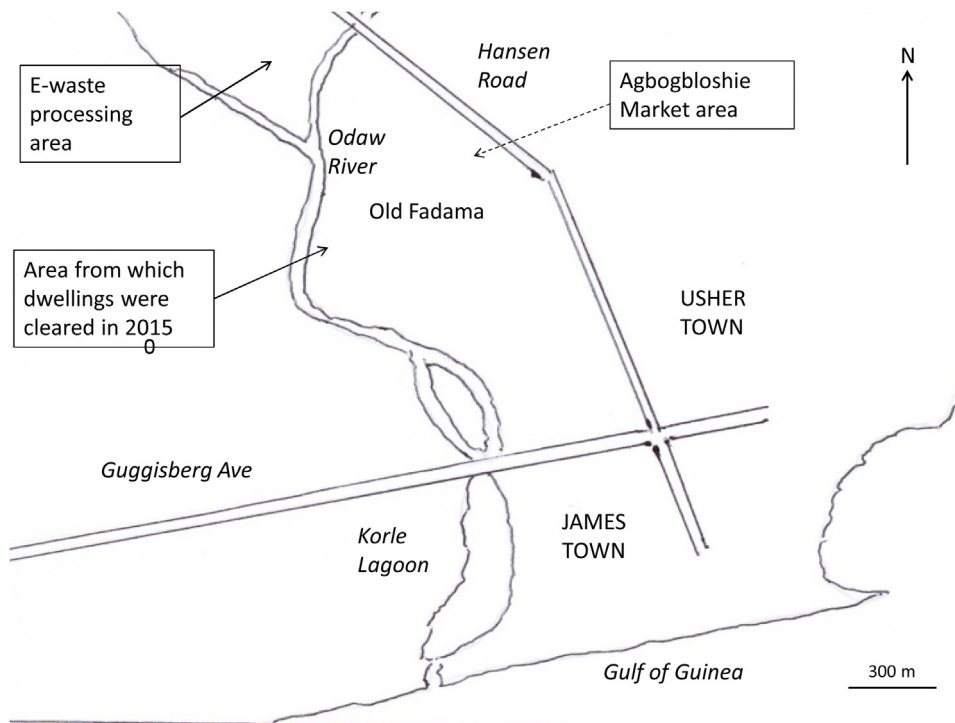 Hansen
Road
N
E-waste
processing
area
Agbogbloshie
Market area
Odaw
River
Old Fadama
Area from which
dwellings were
cleared in 2015
0
USHER
TOWN
Guggisberg Ave
JAMES
TOWN
Korle
Lagoon
Gulf of Guinea
300 m